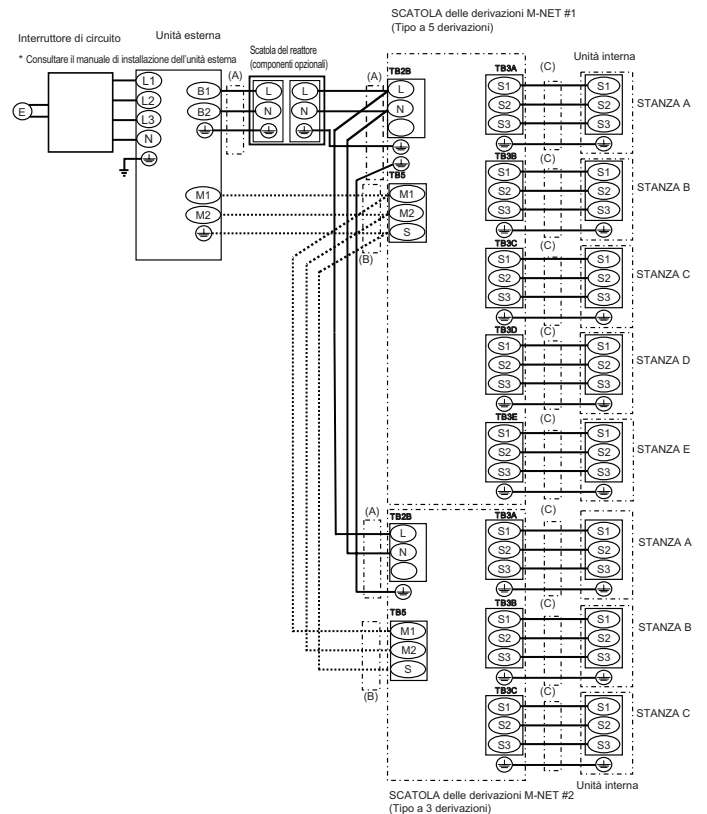 SCATOLA delle derivazioni M-NET #1
(Tipo a 5 derivazioni)
Interruttore di circuito
Unità esterna
* Consultare il manuale di installazione dell'unità esterna
Scatola del reattore
(componenti opzionali)
Unità interna
E
L1
L2
L3
N
B1
B2
M1
M2
(A)
L
N
L
N
(A)
TB2B
L
N
TB5
M1
M2
S
(B)
TB3A
(C)
S1
S2
S3
S1
S2
S3
STANZA A
TB3B
(C)
S1
S2
S3
S1
S2
S3
STANZA B
TB3C
(C)
S1
S2
S3
S1
S2
S3
STANZA C
TB3D
(C)
S1
S2
S3
S1
S2
S3
STANZA D
TB3E
(C)
S1
S2
S3
S1
S2
S3
STANZA E
(A)
TB2B
L
N
TB5
M1
M2
S
(B)
TB3A
(C)
S1
S2
S3
S1
S2
S3
STANZA A
TB3B
(C)
S1
S2
S3
S1
S2
S3
STANZA B
TB3C
(C)
S1
S2
S3
S1
S2
S3
STANZA C
Unità interna
SCATOLA delle derivazioni M-NET #2
(Tipo a 3 derivazioni)